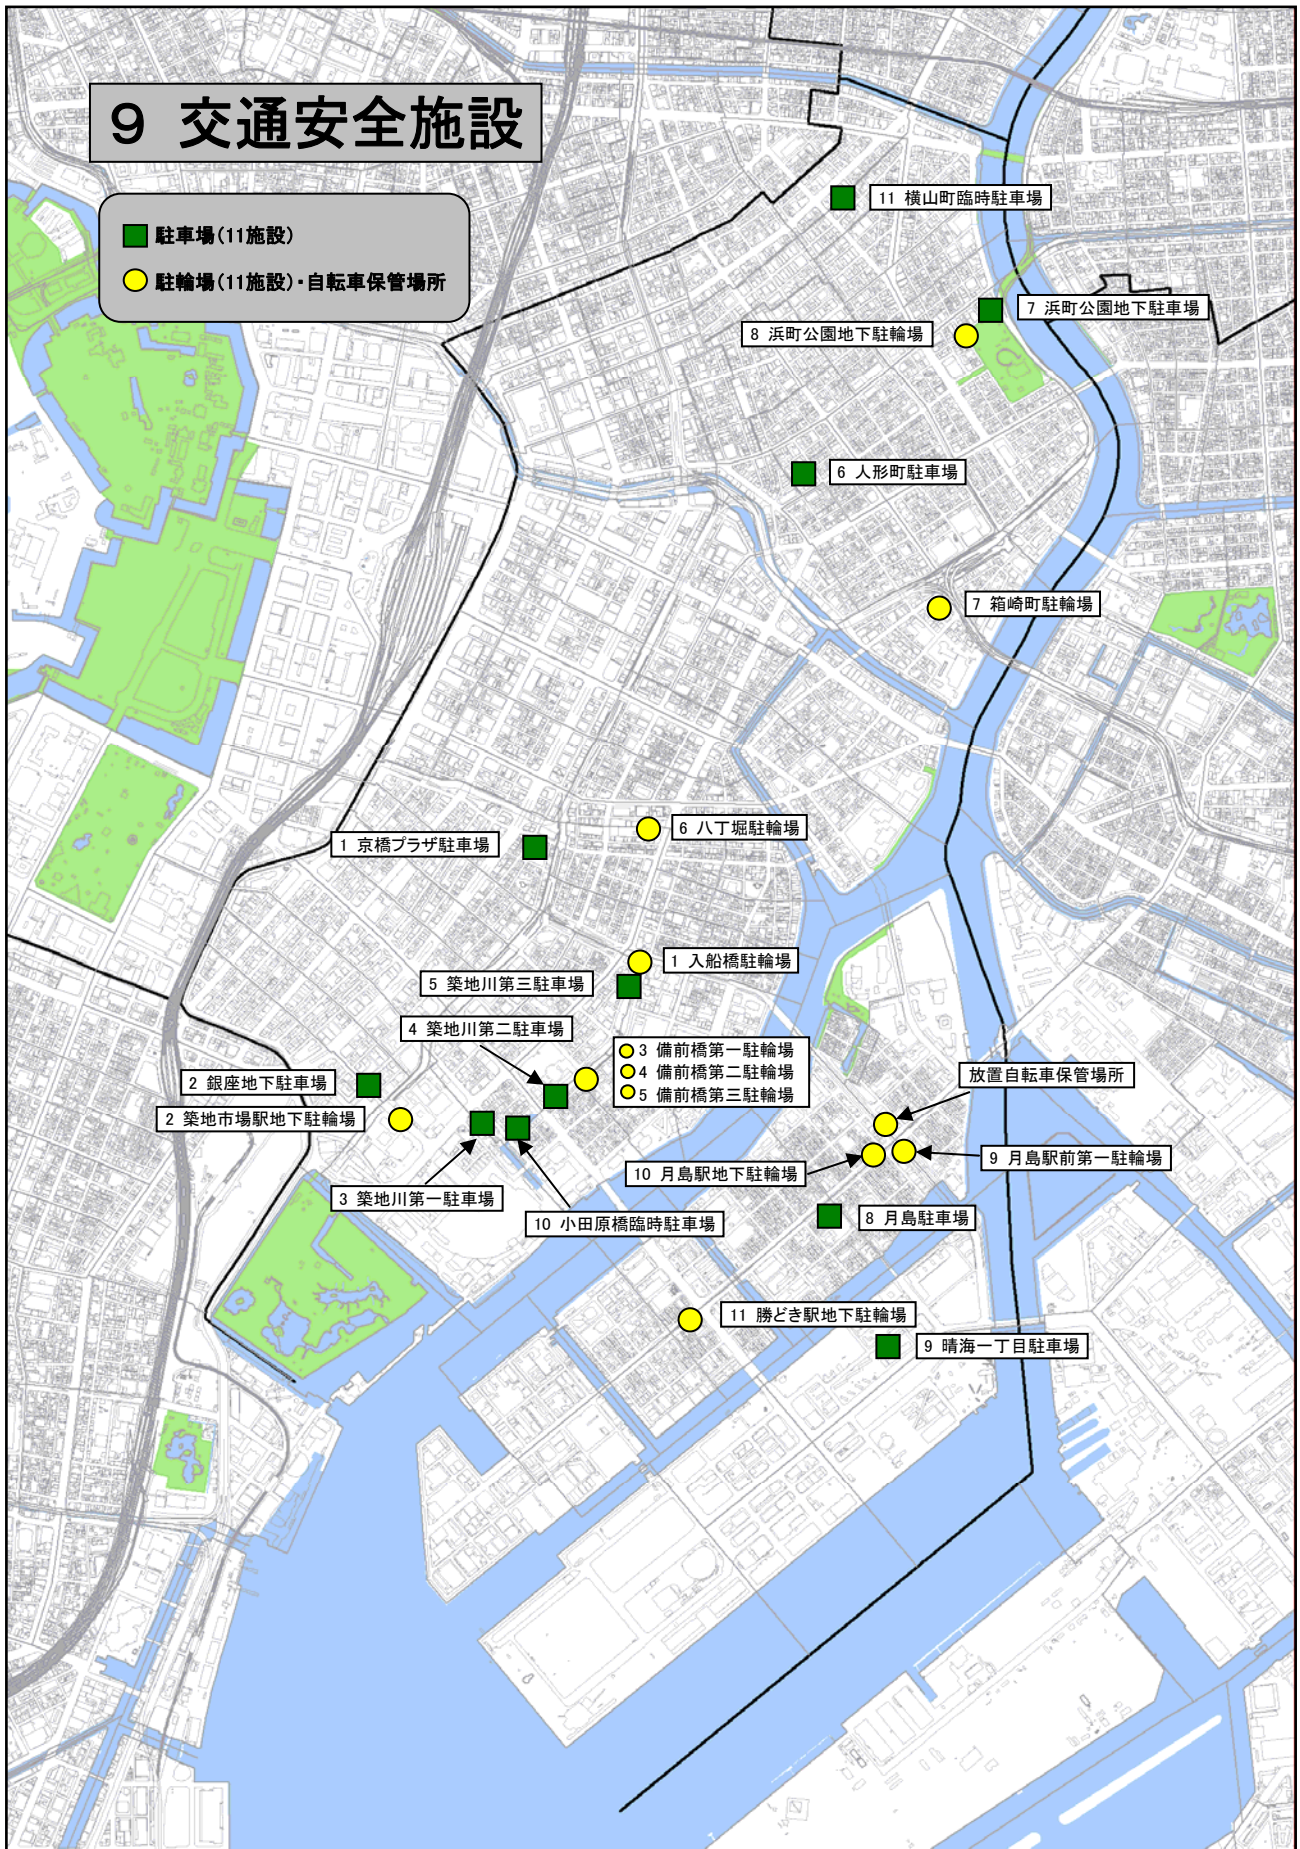 9 交通安全施設
駐車場(11施設)
駐輪場(11施設)・自転車保管場所
11 横山町臨時駐車場
7 浜町公園地下駐車場
8 浜町公園地下駐輪場
6 人形町駐車場
7 箱崎町駐輪場
6 八丁堀駐輪場
1 京橋プラザ駐車場
1 入船橋駐輪場
5 築地川第三駐車場
4 築地川第二駐車場
3 備前橋第一駐輪場
4 備前橋第二駐輪場
5 備前橋第三駐輪場
放置自転車保管場所
2 銀座地下駐車場
2 築地市場駅地下駐輪場
9 月島駅前第一駐輪場
10 月島駅地下駐輪場
3 築地川第一駐車場
10 小田原橋臨時駐車場
8 月島駐車場
11 勝どき駅地下駐輪場
9 晴海一丁目駐車場